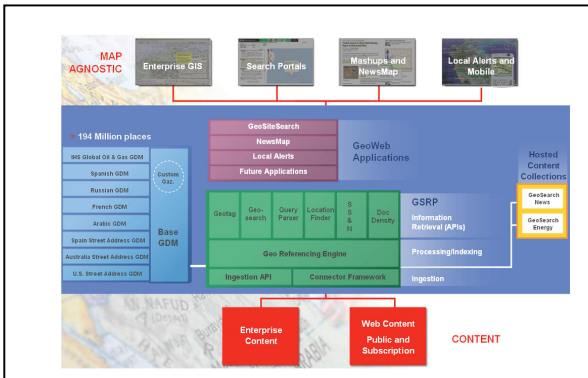 MAP
AGNOSTIC
Enterprise GIS
Search Portals
Mashups and
NewsMap
Local Alerts and
Mobile
194 Million places
IHS Global Oil & Gas GDM
Spanish GDM
Russian GDM
French GDM
Arabic GDM
Spain Street Address GDM
Australia Street Address GDM
U.S. Street Address GDM
Custom
Gaz.
Base
GDM
GeoSiteSearch
NewsMap
Local Alerts
Future Applications
GeoWeb
Applications
Geotag
Geo-
search
Query
Parser
Location
Finder
S
S
&
N
Doc
Density
GSRP
Information
Retrieval (APIs)
Geo Referencing Engine
Processing/Indexing
Ingestion API
Connector Framework
Ingestion
Hosted
Content
Collections
GeoSearch
News
GeoSearch
Energy
Enterprise
Content
Web Content
Public and
Subscription
CONTENT
AN NAFUD
(Desert)
ARABIA